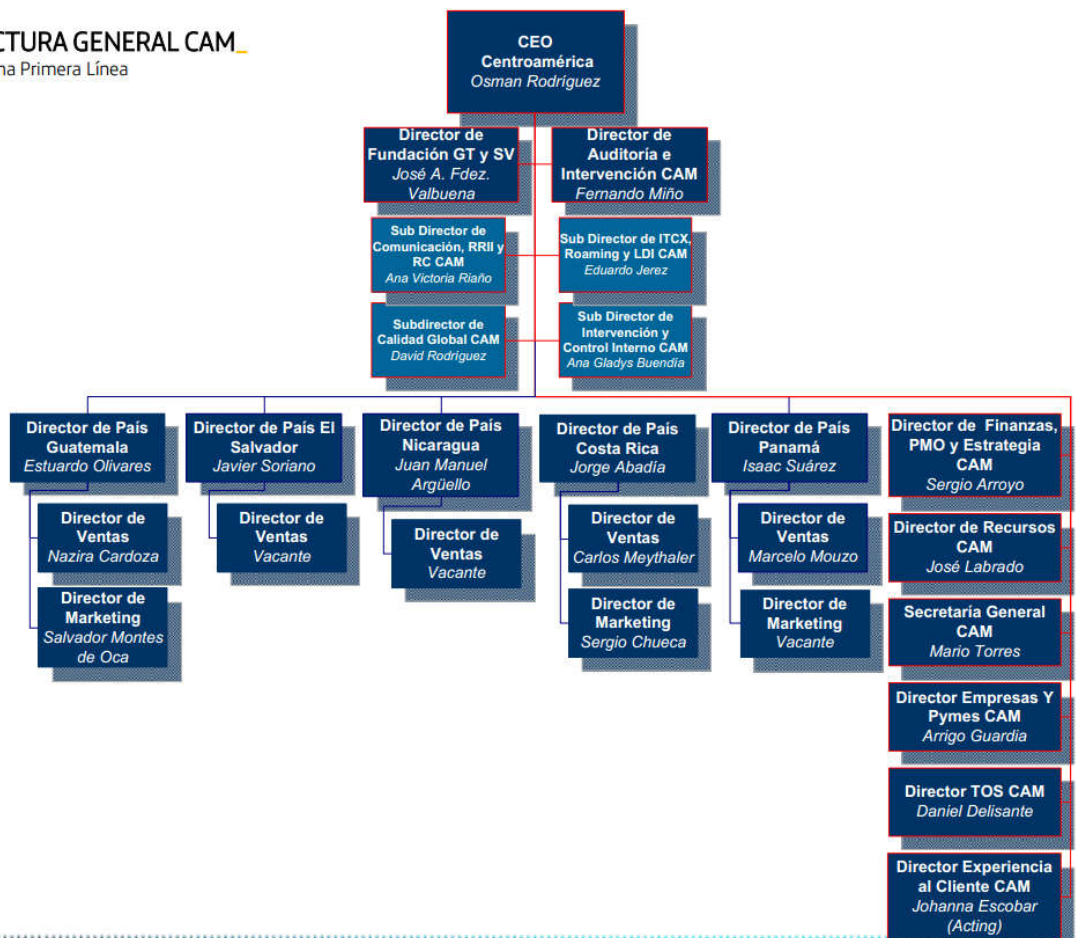 CTURA GENERAL CAM_
na Primera Línea
CEO
Centroamérica
Osman Rodríguez
Director de
Fundación GT y SV
José A. Fdez.
Valbuena
Director de
Auditoría e
Intervención CAM
Fernando Miño
Sub Director de
Comunicación, RRII y
RC CAM
Ana Victoria Riaño
Sub Director de ITCX,
Roaming y LDI CAM
Eduardo Jerez
Subdirector de
Calidad Global CAM
David Rodríguez
Sub Director de
Intervención y
Control Interno CAM
Ana Gladys Buendía
Director de País
Guatemala
Estuardo Olivares
Director de País El
Salvador
Javier Soriano
Director de País
Nicaragua
Juan Manuel
Argüello
Director de País
Costa Rica
Jorge Abadía
Director de País
Panamá
Isaac Suárez
Director de  Finanzas,
PMO y Estrategia
CAM
Sergio Arroyo
Director de
Ventas
Nazira Cardoza
Director de
Ventas
Vacante
Director de
Ventas
Vacante
Director de
Ventas
Carlos Meythaler
Director de
Ventas
Marcelo Mouzo
Director de Recursos
CAM
José Labrado
Director de
Marketing
Salvador Montes
de Oca
Director de
Marketing
Sergio Chueca
Director de
Marketing
Vacante
Secretaría General
CAM
Mario Torres
Director Empresas Y
Pymes CAM
Arrigo Guardia
Director TOS CAM
Daniel Delisante
Director Experiencia
al Cliente CAM
Johanna Escobar
(Acting)